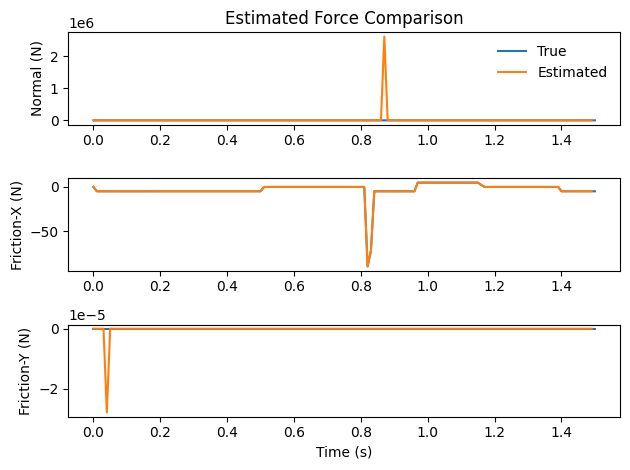 Estimated Force Comparison
1e6
Normal (N)
2
1
0
True
Estimated
0.0 0.2 0.4 0.6 0.8 1.0 1.2 1.4
Friction-X (N)
0
−50
0.0 0.2 0.4 0.6 0.8 1.0 1.2 1.4
1e−5
Friction-Y (N)
0
−2
0.0 0.2 0.4 0.6 0.8 1.0 1.2 1.4
Time (s)